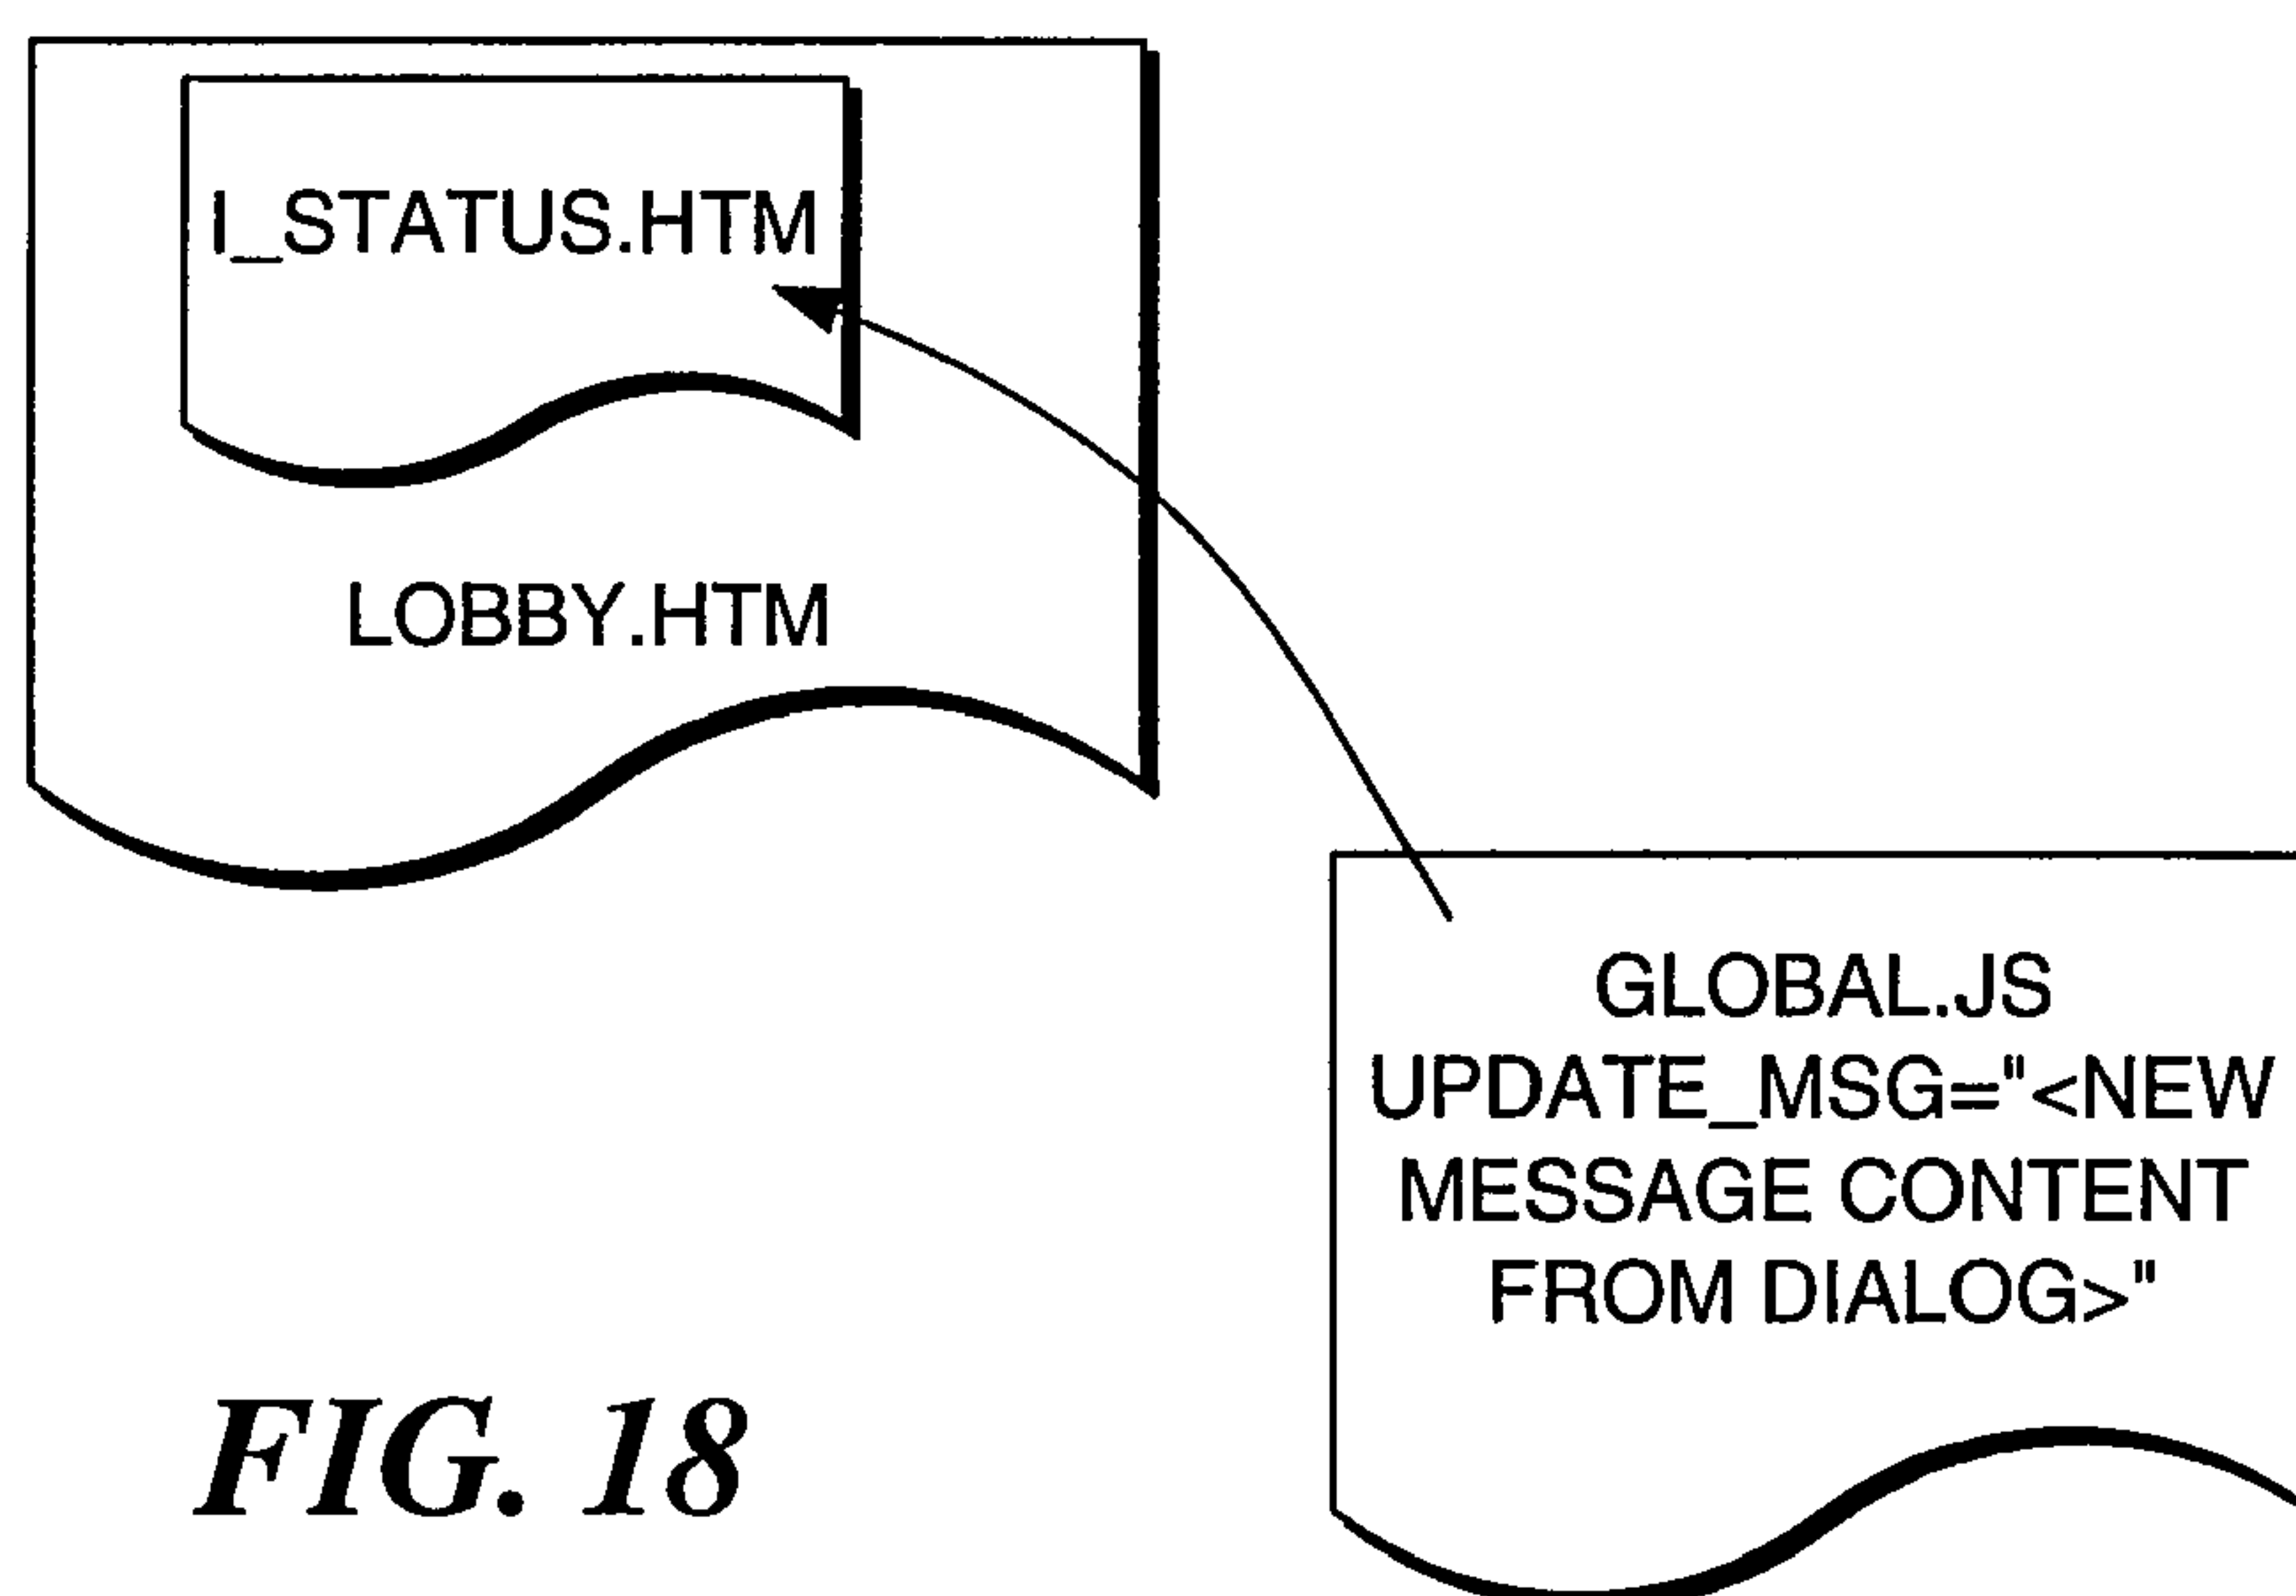 I_STATUS.HTM
LOBBY.HTM
GLOBAL.JS
UPDATE_MSG="<NEW
MESSAGE CONTENT
FROM DIALOG>"
FIG. 18